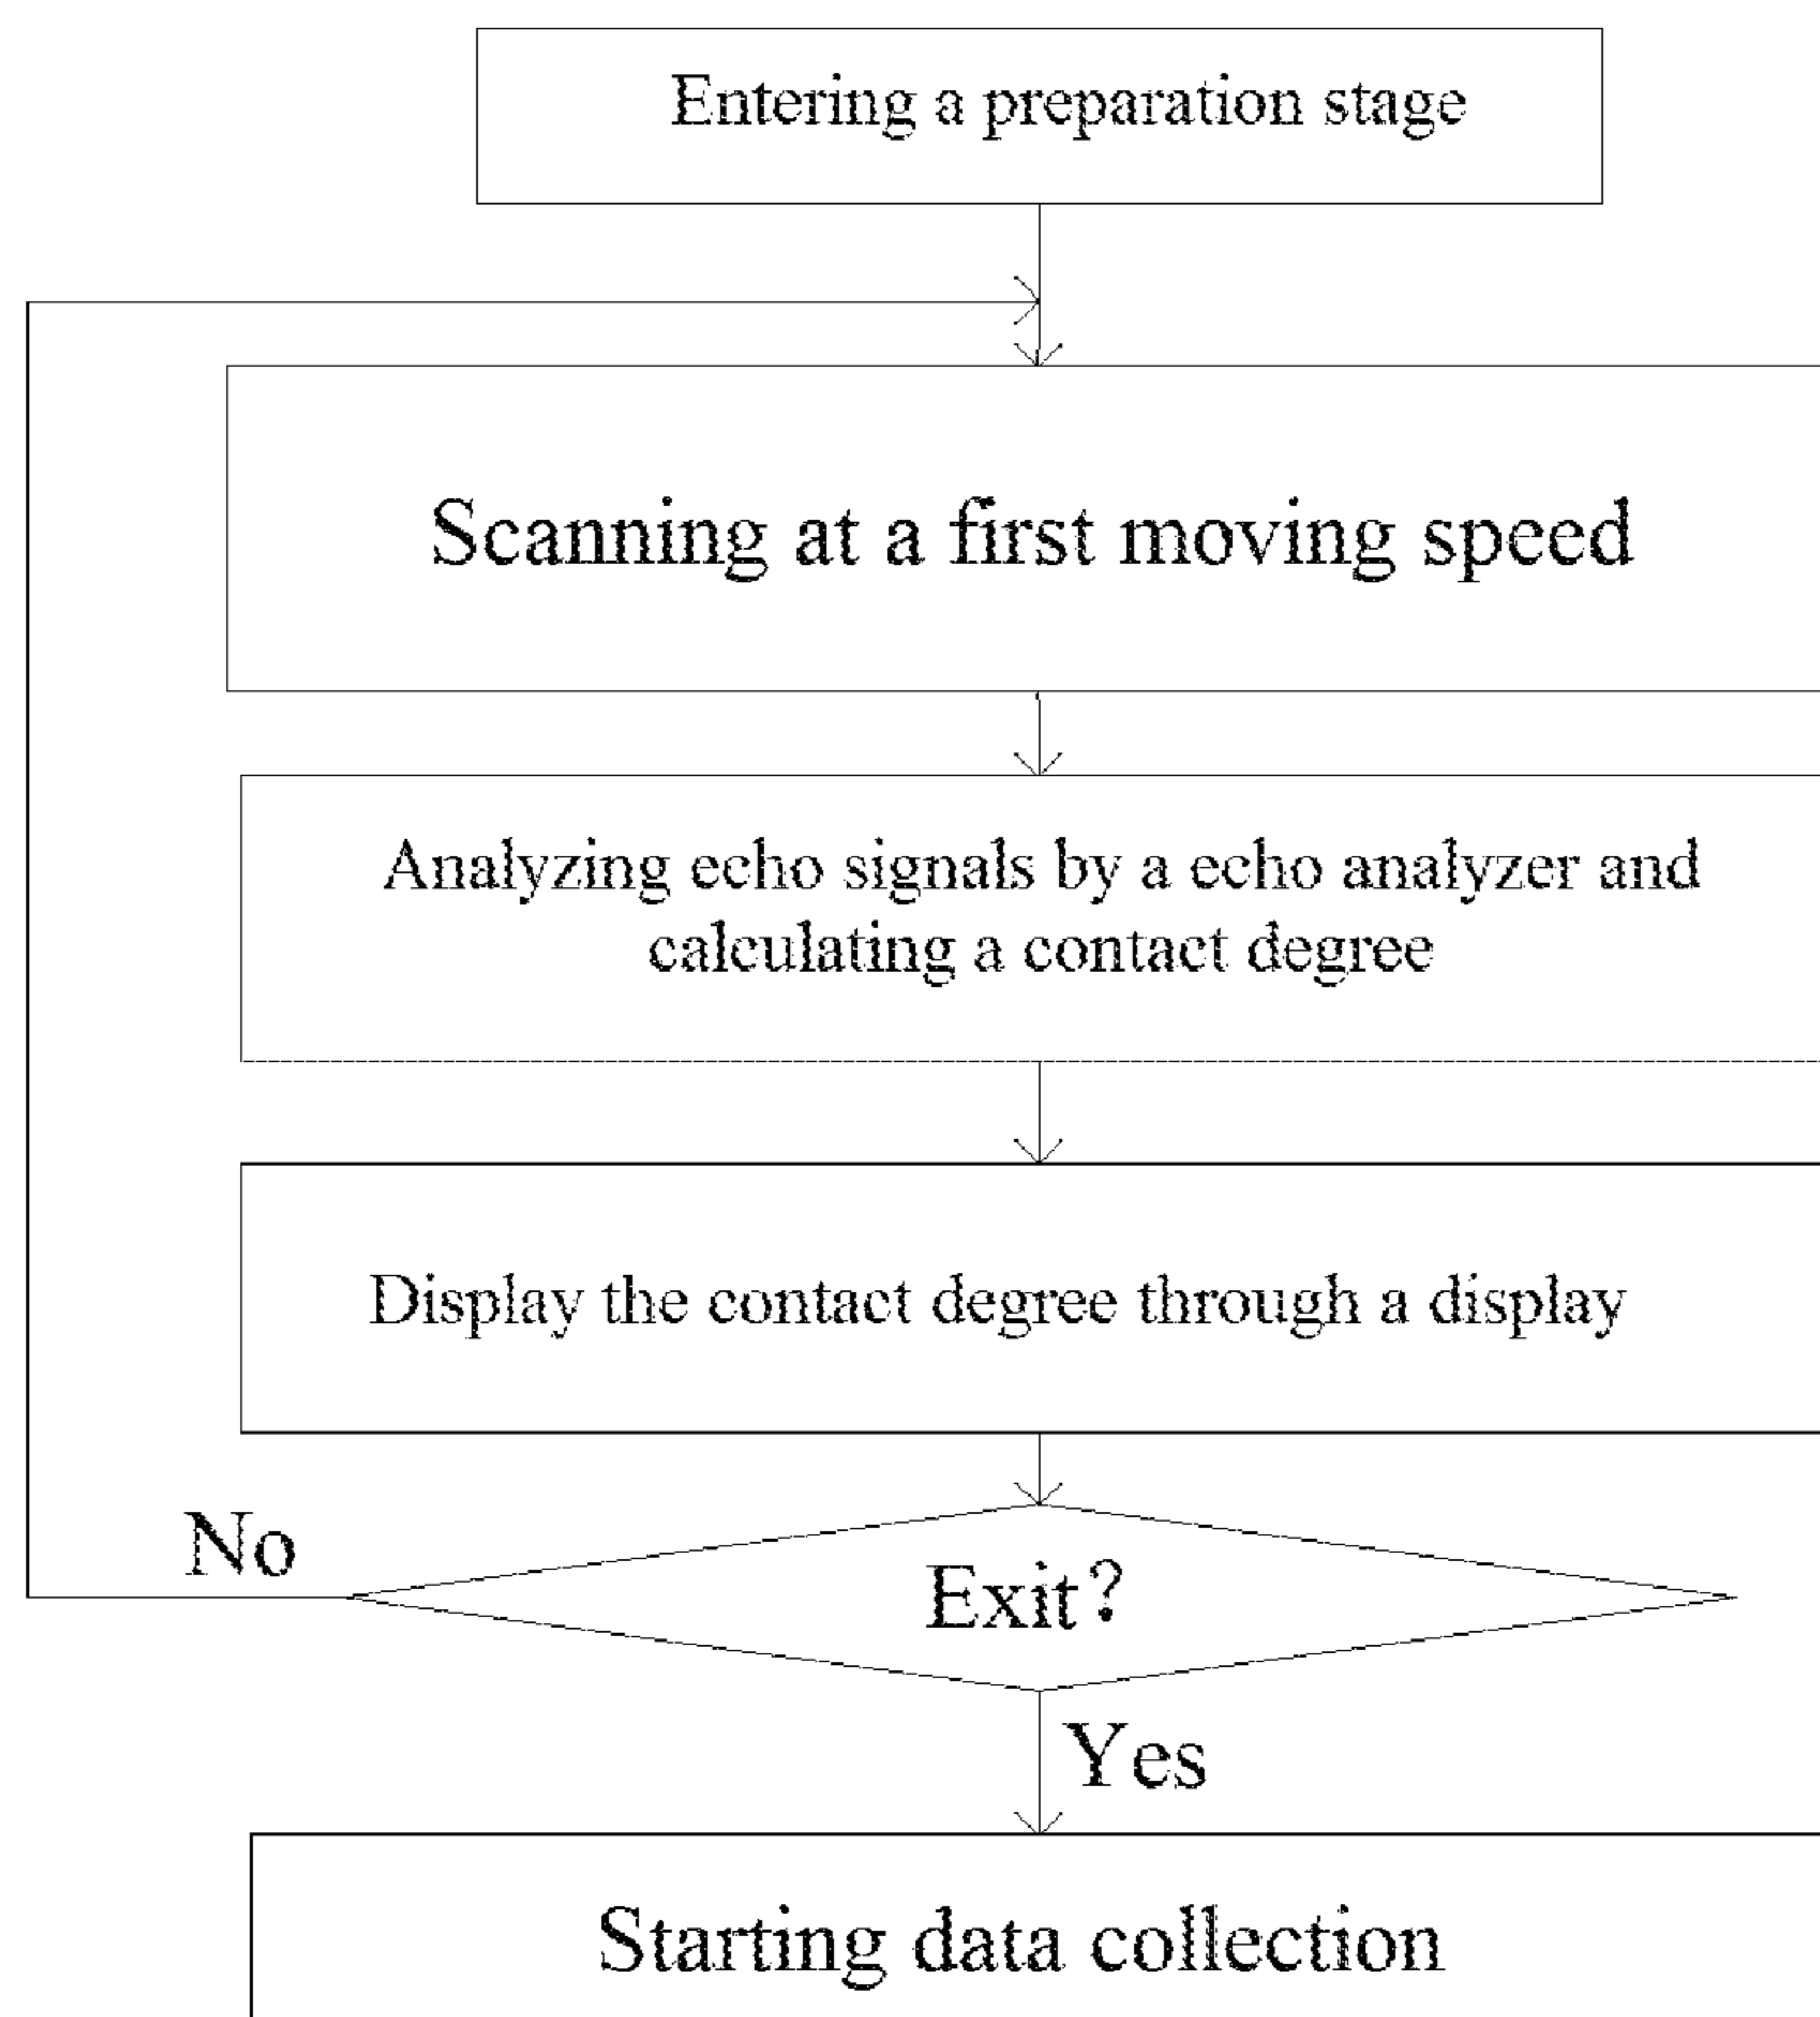 Entering a preparation stage
Scanning at a first moving speed
Analyzing echo signals by a echo analyzer and
calculating a contact degree
Display the contact degree through a display
No
Exit?
Yes
Starting data collection